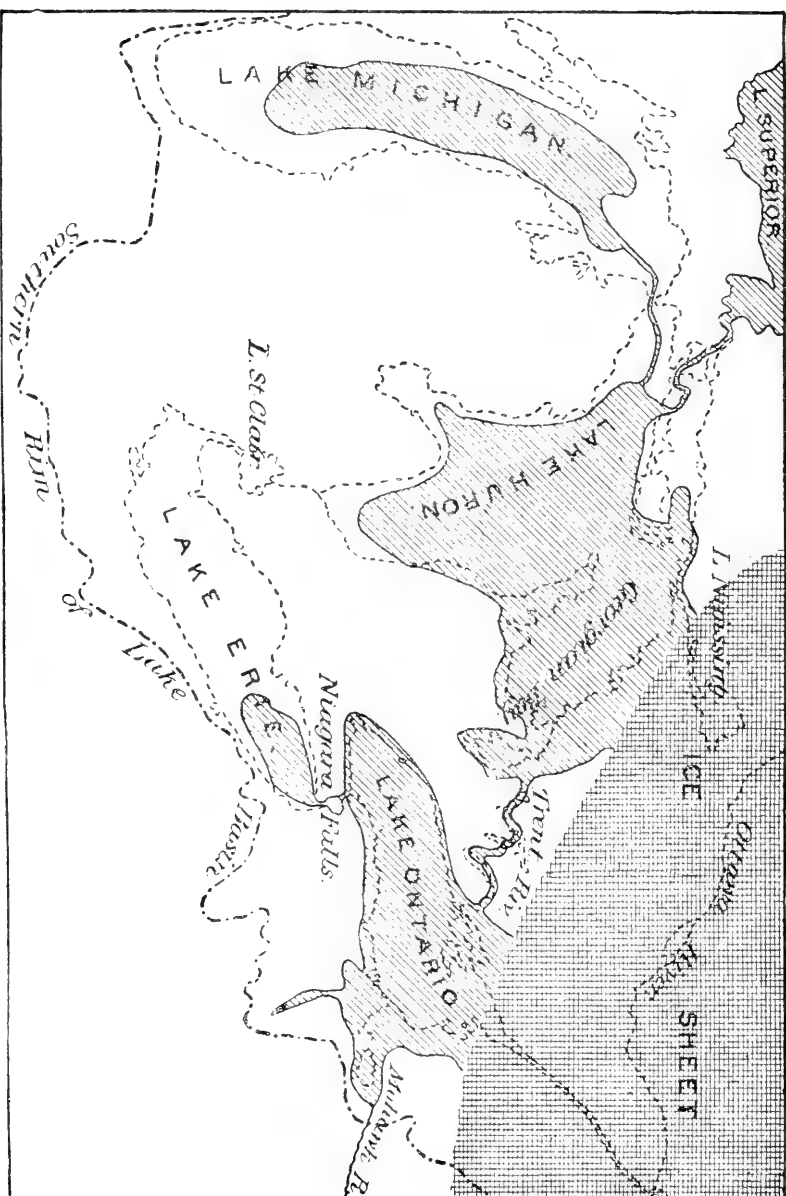 L. SUPERIOR
LAKE MICHIGAN
LAKE HURON
Georgian Bay
L. Nipissing
ICE SHEET
Ottawa River
Trent Riv
L. St Clair
LAKE ERIE
Niagara Falls
LAKE ONTARIO
Mohawk R
Southern Rim of Lake Basin